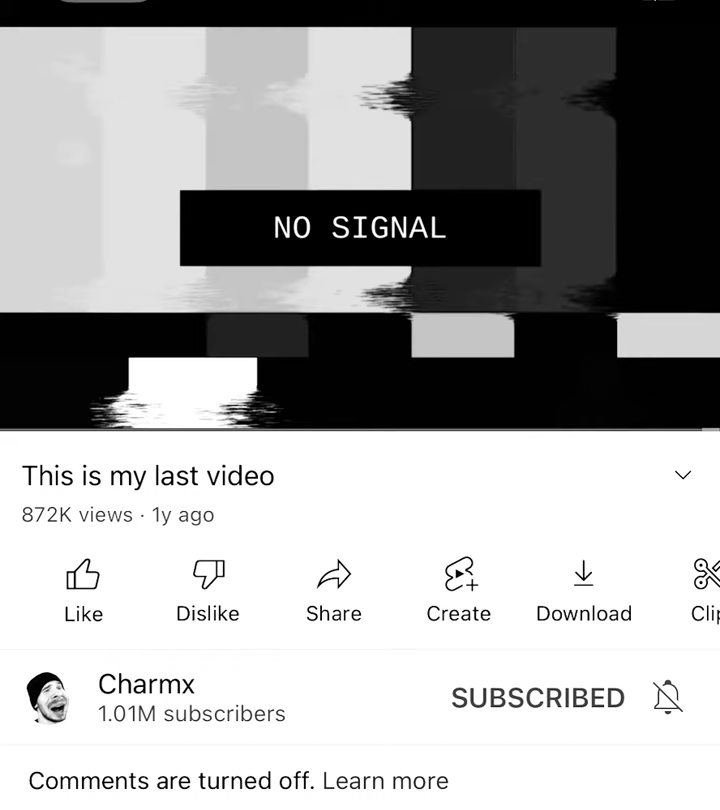 NO SIGNAL
This is my last video
872K views · 1y ago
Like Dislike Share Create Download Clip
Charmx
1.01M subscribers
SUBSCRIBED
Comments are turned off. Learn more